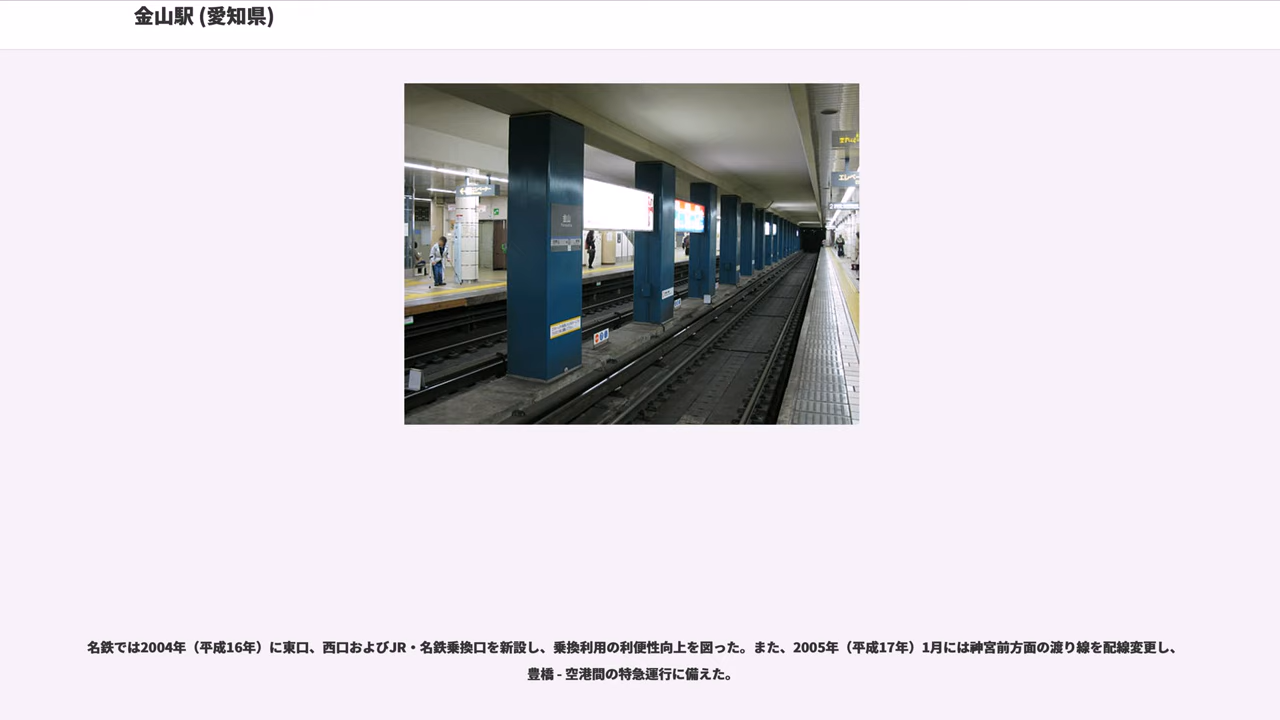 金山駅 (愛知県)
金山
名鉄では2004年（平成16年）に東口、西口およびJR・名鉄乗換口を新設し、乗換利用の利便性向上を図った。また、2005年（平成17年）1月には神宮前方面の渡り線を配線変更し、
豊橋 - 空港間の特急運行に備えた。